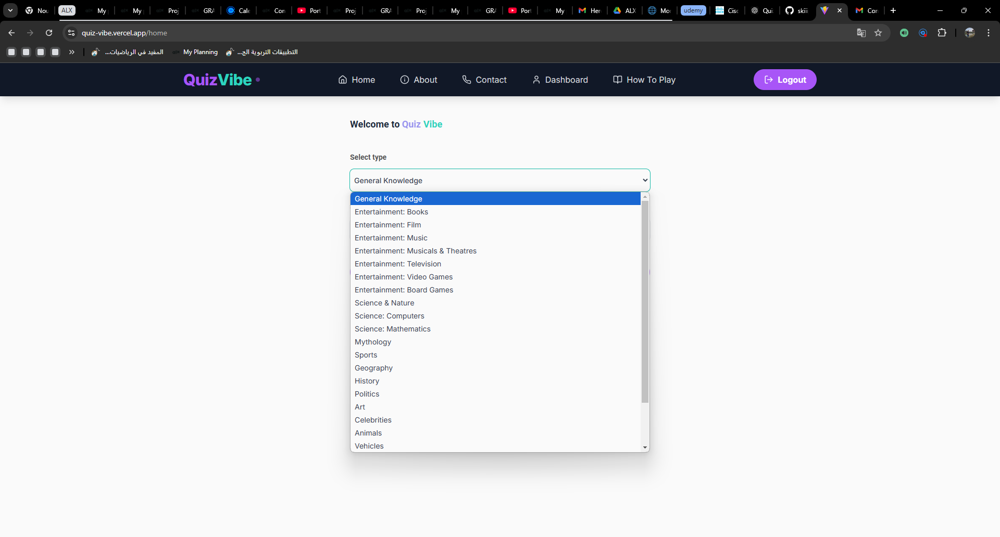 Nou ALX My My Proj GRA Cale Con Port Proj GRA Proj My GRA Port My Her ALX Mo udemy Cisc Qui skiii Con
quiz-vibe.vercel.app/home
المفيد في الرياضيات... My Planning التطبيقات التربوية الج...
QuizVibe Home About Contact Dashboard How To Play Logout
Welcome to Quiz Vibe
Select type
General Knowledge
General Knowledge
Entertainment: Books
Entertainment: Film
Entertainment: Music
Entertainment: Musicals & Theatres
Entertainment: Television
Entertainment: Video Games
Entertainment: Board Games
Science & Nature
Science: Computers
Science: Mathematics
Mythology
Sports
Geography
History
Politics
Art
Celebrities
Animals
Vehicles